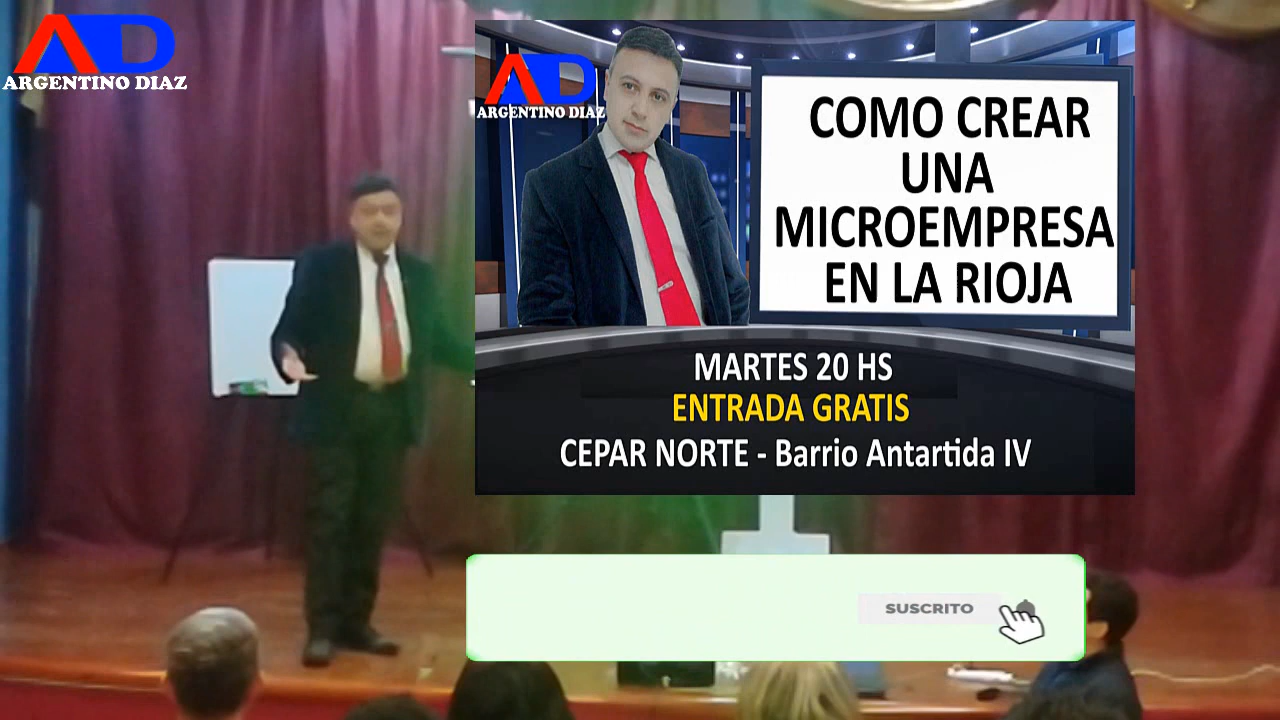 AD
ARGENTINO DIAZ
AD
ARGENTINO DIAZ
COMO CREAR
UNA
MICROEMPRESA
EN LA RIOJA
MARTES 20 HS
ENTRADA GRATIS
CEPAR NORTE - Barrio Antartida IV
SUSCRITO